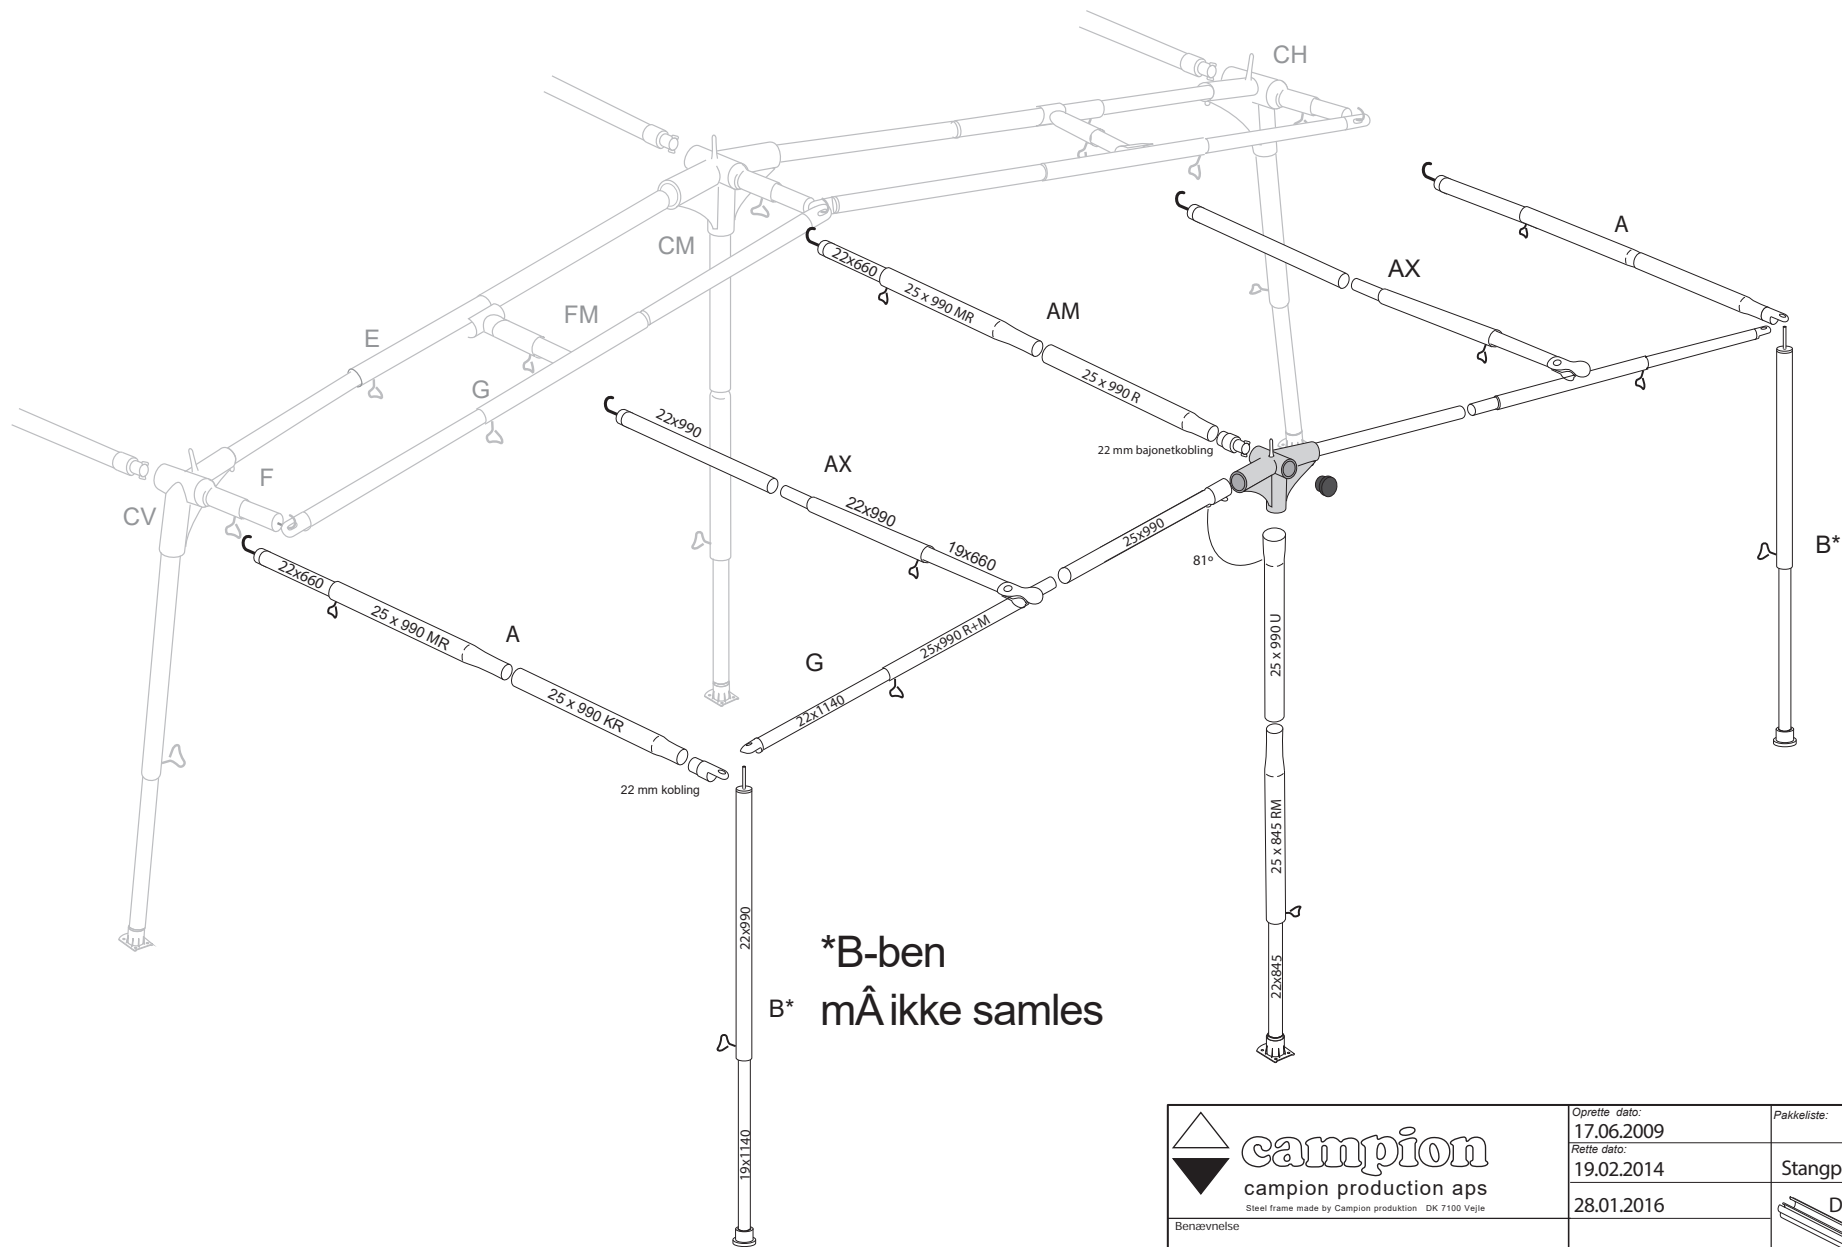 CH
A
CM
AX
22x660
25 x 990 MR
AM
FM
E
25 x 990 R
G
22x990
22 mm bajonetkobling
AX
F
22x990
CV
25x990
B*
19x660
81º
22x660
25 x 990 MR
A
25x990 R+M
25 x 990 U
G
22x1140
25 x 990 KR
22 mm kobling
25 x 845 RM
22x990
*B-ben
22x845
B*
mÂ ikke samles
19x1140
campion
campion production aps
Steel frame made by Campion produktion DK 7100 Vejle
Benævnelse
Oprette dato:
17.06.2009
Rette dato:
19.02.2014
28.01.2016
Pakkeliste:
Stangp
D